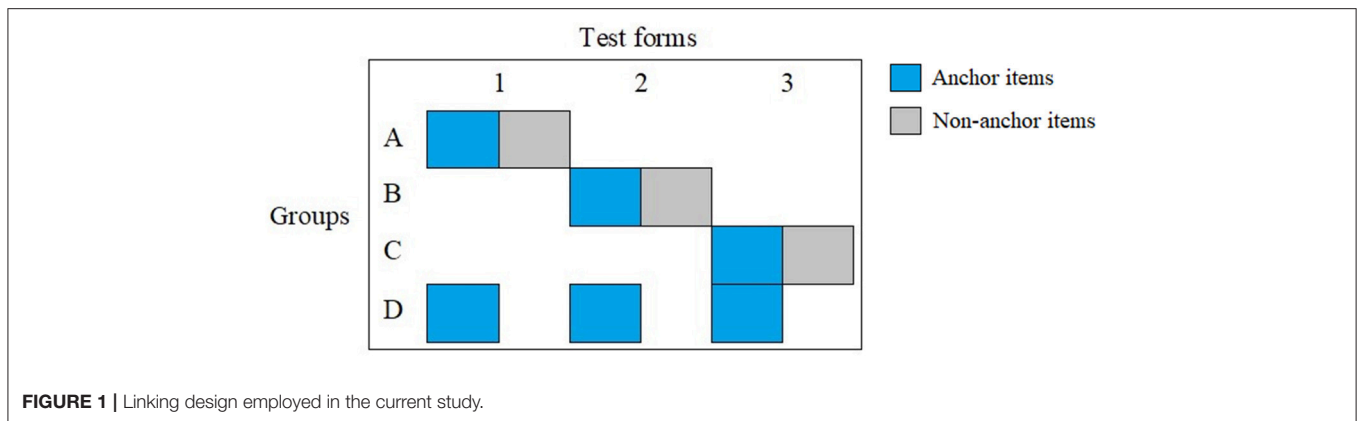 Test forms
1 2 3
Anchor items
Non-anchor items
A
B
Groups
C
D
FIGURE 1 | Linking design employed in the current study.